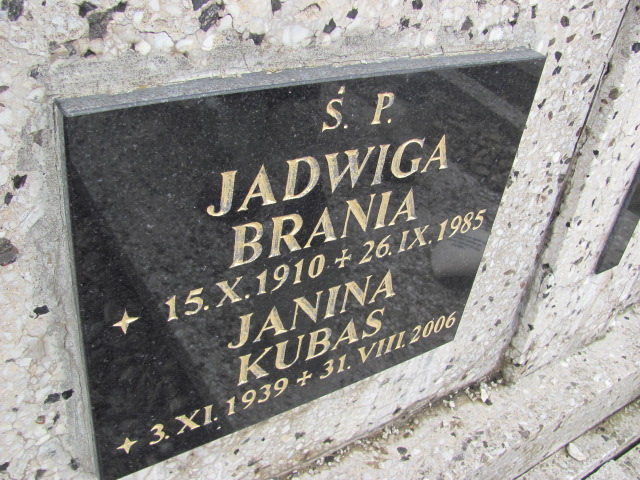 Ś. P.
JADWIGA
BRANIA
15.X.1910 + 26.IX.1985
JANINA
KUBAS
3.XI.1939 + 31.VIII.2006